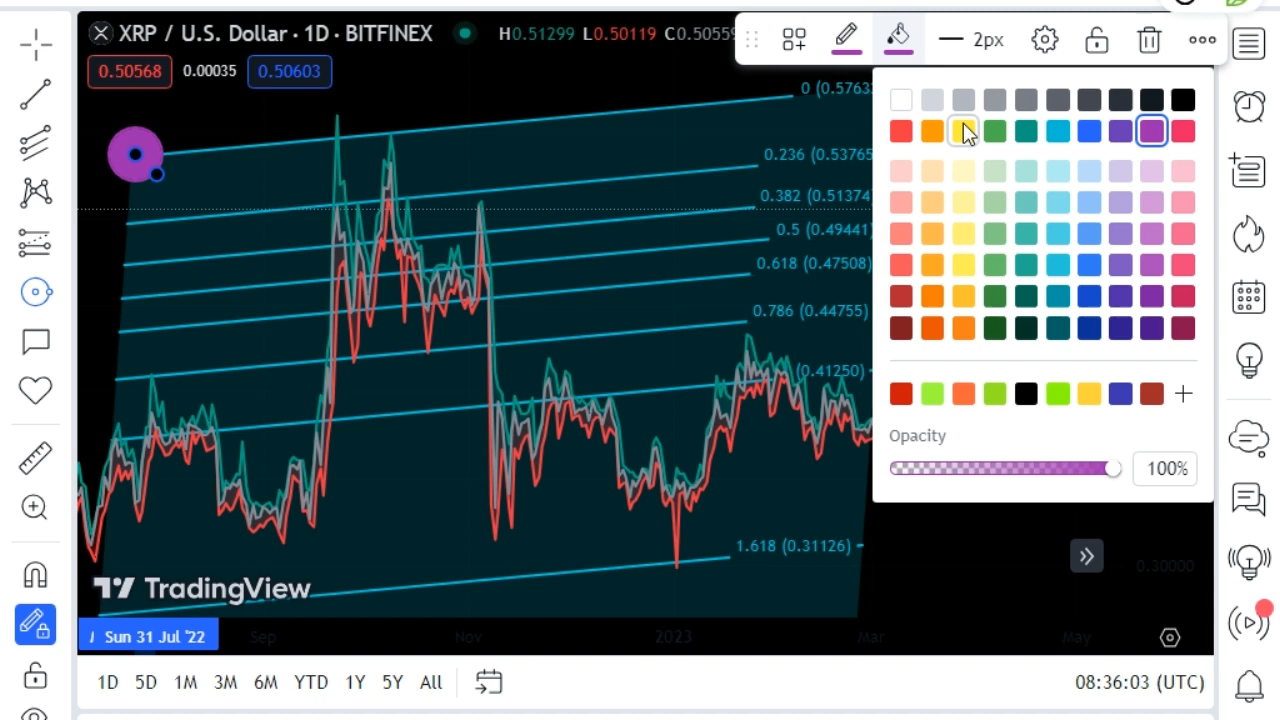 XRP / U.S. Dollar · 1D · BITFINEX
H0.51299 L0.50119 C0.5055
2px
0.50568 0.00035 0.50603
0 (0.5763
0.236 (0.53765
0.382 (0.51374
0.5 (0.49441)
0.618 (0.47508)
0.786 (0.44755)
(0.41250)
Opacity
100%
1.618 (0.31126)
0.30000
TradingView
Sun 31 Jul '22
Sep Nov 2023 Mar May
1D 5D 1M 3M 6M YTD 1Y 5Y All
08:36:03 (UTC)